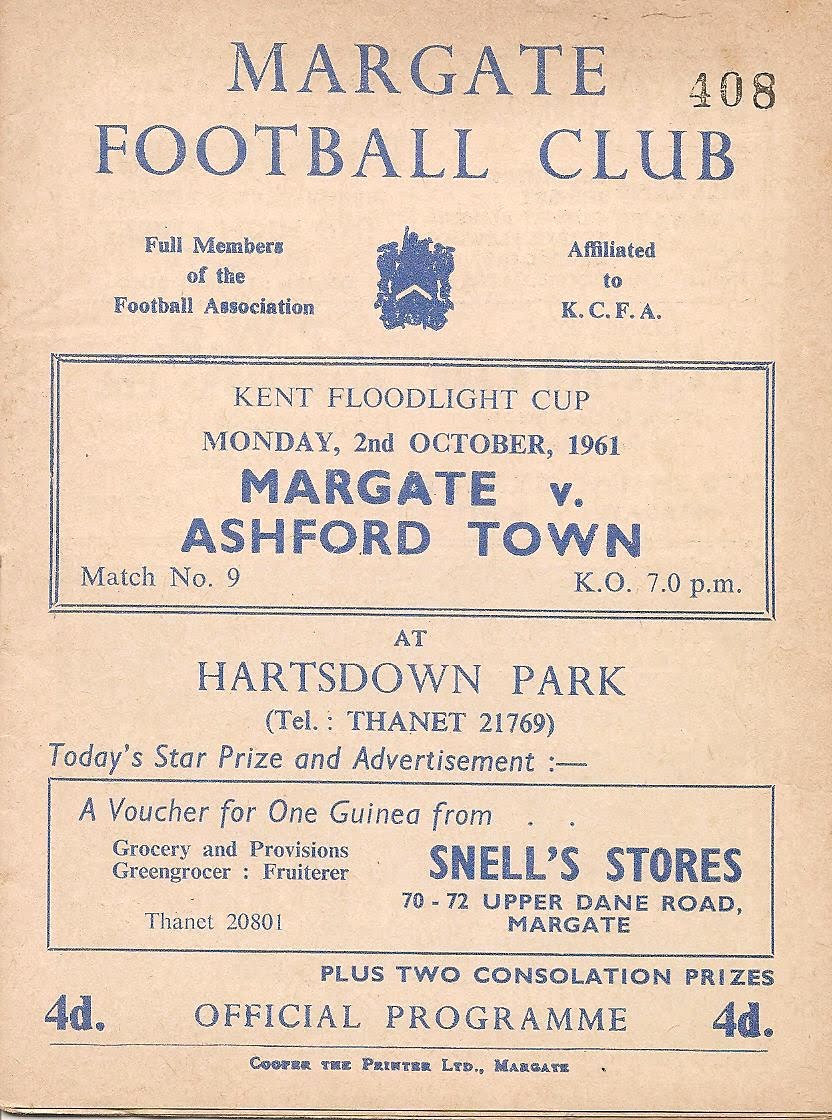 MARGATE
408
FOOTBALL CLUB
Full Members
of the
Football Association
Affiliated
to
K. C. F. A.
KENT FLOODLIGHT CUP
MONDAY, 2nd OCTOBER, 1961
MARGATE v.
ASHFORD TOWN
Match No. 9
K.O. 7.0 p.m.
AT
HARTSDOWN PARK
(Tel. : THANET 21769)
Today's Star Prize and Advertisement :—
A Voucher for One Guinea from . .
Grocery and Provisions
Greengrocer : Fruiterer
Thanet 20801
SNELL'S STORES
70 - 72 UPPER DANE ROAD,
MARGATE
PLUS TWO CONSOLATION PRIZES
4d. OFFICIAL PROGRAMME 4d.
COOPER THE PRINTER LTD., MARGATE